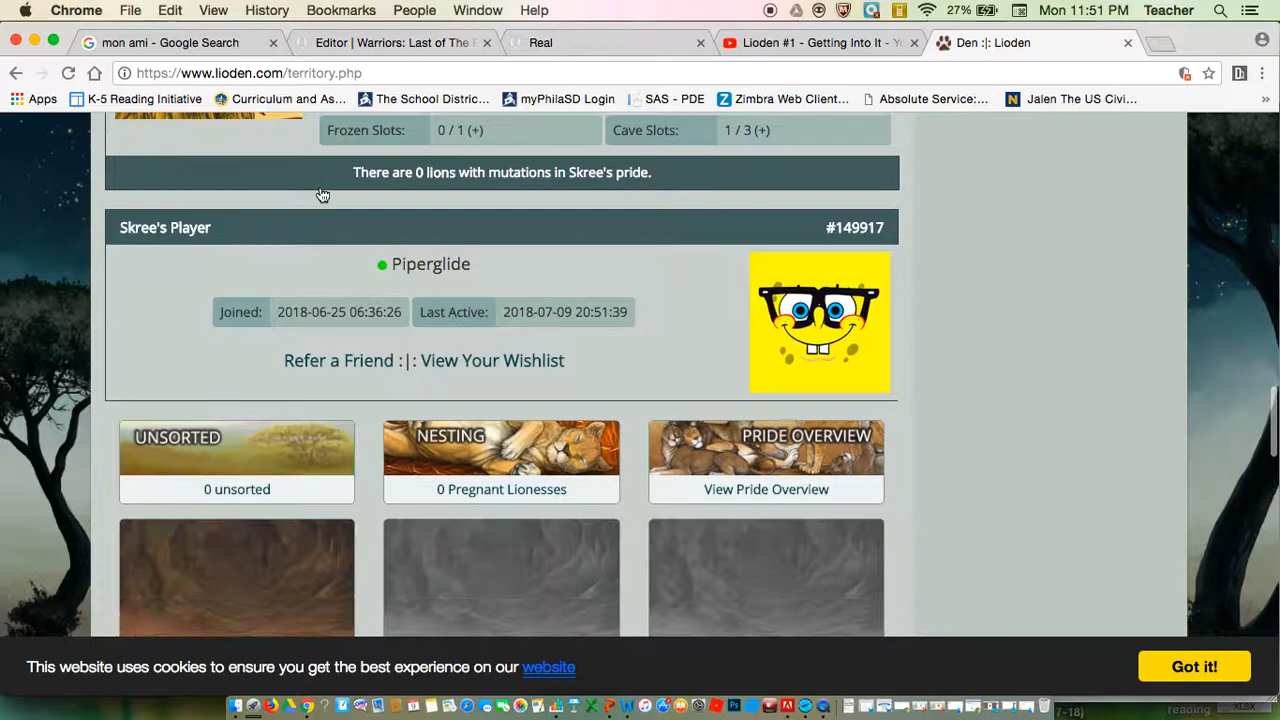 Chrome File Edit View History Bookmarks People Window Help 27% Mon 11:51 PM Teacher
mon ami - Google Search Editor | Warriors: Last of The F Real Lioden #1 - Getting Into It - Yo Den :|: Lioden
https://www.lioden.com/territory.php
Apps K-5 Reading Initiative Curriculum and As... The School Distric... myPhilaSD Login SAS - PDE Zimbra Web Client... Absolute Service:... Jalen The US Civi... »
Frozen Slots: 0 / 1 (+) Cave Slots: 1 / 3 (+)
There are 0 lions with mutations in Skree's pride.
Skree's Player #149917
Piperglide
Joined: 2018-06-25 06:36:26 Last Active: 2018-07-09 20:51:39
Refer a Friend :|: View Your Wishlist
UNSORTED NESTING PRIDE OVERVIEW
0 unsorted 0 Pregnant Lionesses View Pride Overview
This website uses cookies to ensure you get the best experience on our website Got it!
7-18) reading XLSX